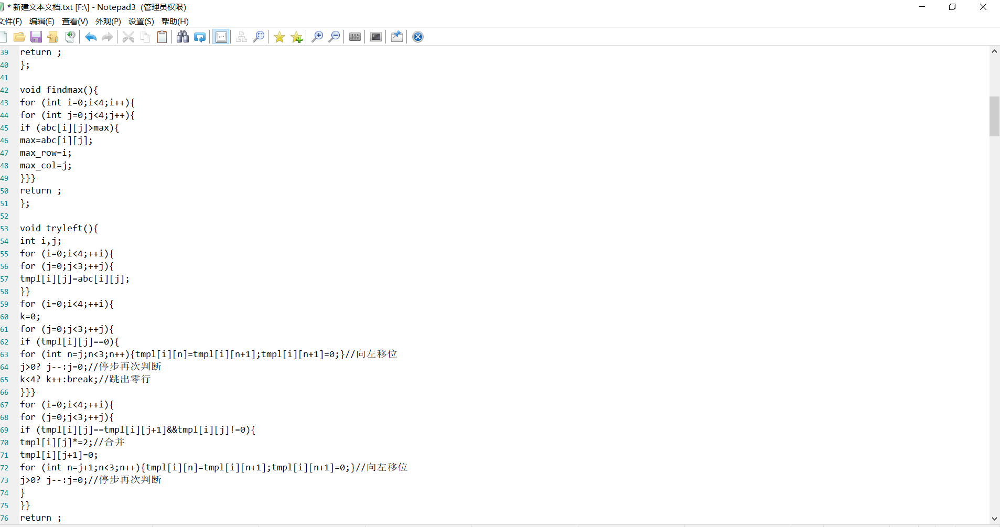 * 新建文本文档.txt [F:\] - Notepad3 (管理员权限)
文件(F) 编辑(E) 查看(V) 外观(P) 设置(S) 帮助(H)
39 return ;
40 };
41
42 void findmax(){
43 for (int i=0;i<4;i++){
44 for (int j=0;j<4;j++){
45 if (abc[i][j]>max){
46 max=abc[i][j];
47 max_row=i;
48 max_col=j;
49 }}}
50 return ;
51 };
52
53 void tryleft(){
54 int i,j;
55 for (i=0;i<4;++i){
56 for (j=0;j<3;++j){
57 tmpl[i][j]=abc[i][j];
58 }}
59 for (i=0;i<4;++i){
60 k=0;
61 for (j=0;j<3;++j){
62 if (tmpl[i][j]==0){
63 for (int n=j;n<3;n++){tmpl[i][n]=tmpl[i][n+1];tmpl[i][n+1]=0;}//向左移位
64 j>0? j--:j=0;//停步再次判断
65 k<4? k++:break;//跳出零行
66 }}}
67 for (i=0;i<4;++i){
68 for (j=0;j<3;++j){
69 if (tmpl[i][j]==tmpl[i][j+1]&&tmpl[i][j]!=0){
70 tmpl[i][j]*=2;//合并
71 tmpl[i][j+1]=0;
72 for (int n=j+1;n<3;n++){tmpl[i][n]=tmpl[i][n+1];tmpl[i][n+1]=0;}//向左移位
73 j>0? j--:j=0;//停步再次判断
74 }
75 }}
76 return ;